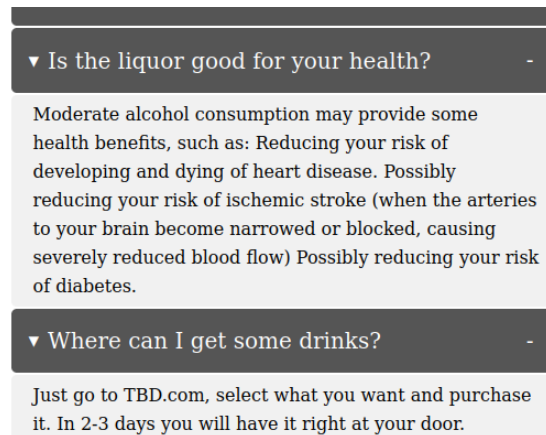 ▾ Is the liquor good for your health? -
Moderate alcohol consumption may provide some
health benefits, such as: Reducing your risk of
developing and dying of heart disease. Possibly
reducing your risk of ischemic stroke (when the arteries
to your brain become narrowed or blocked, causing
severely reduced blood flow) Possibly reducing your risk
of diabetes.
▾ Where can I get some drinks? -
Just go to TBD.com, select what you want and purchase
it. In 2-3 days you will have it right at your door.